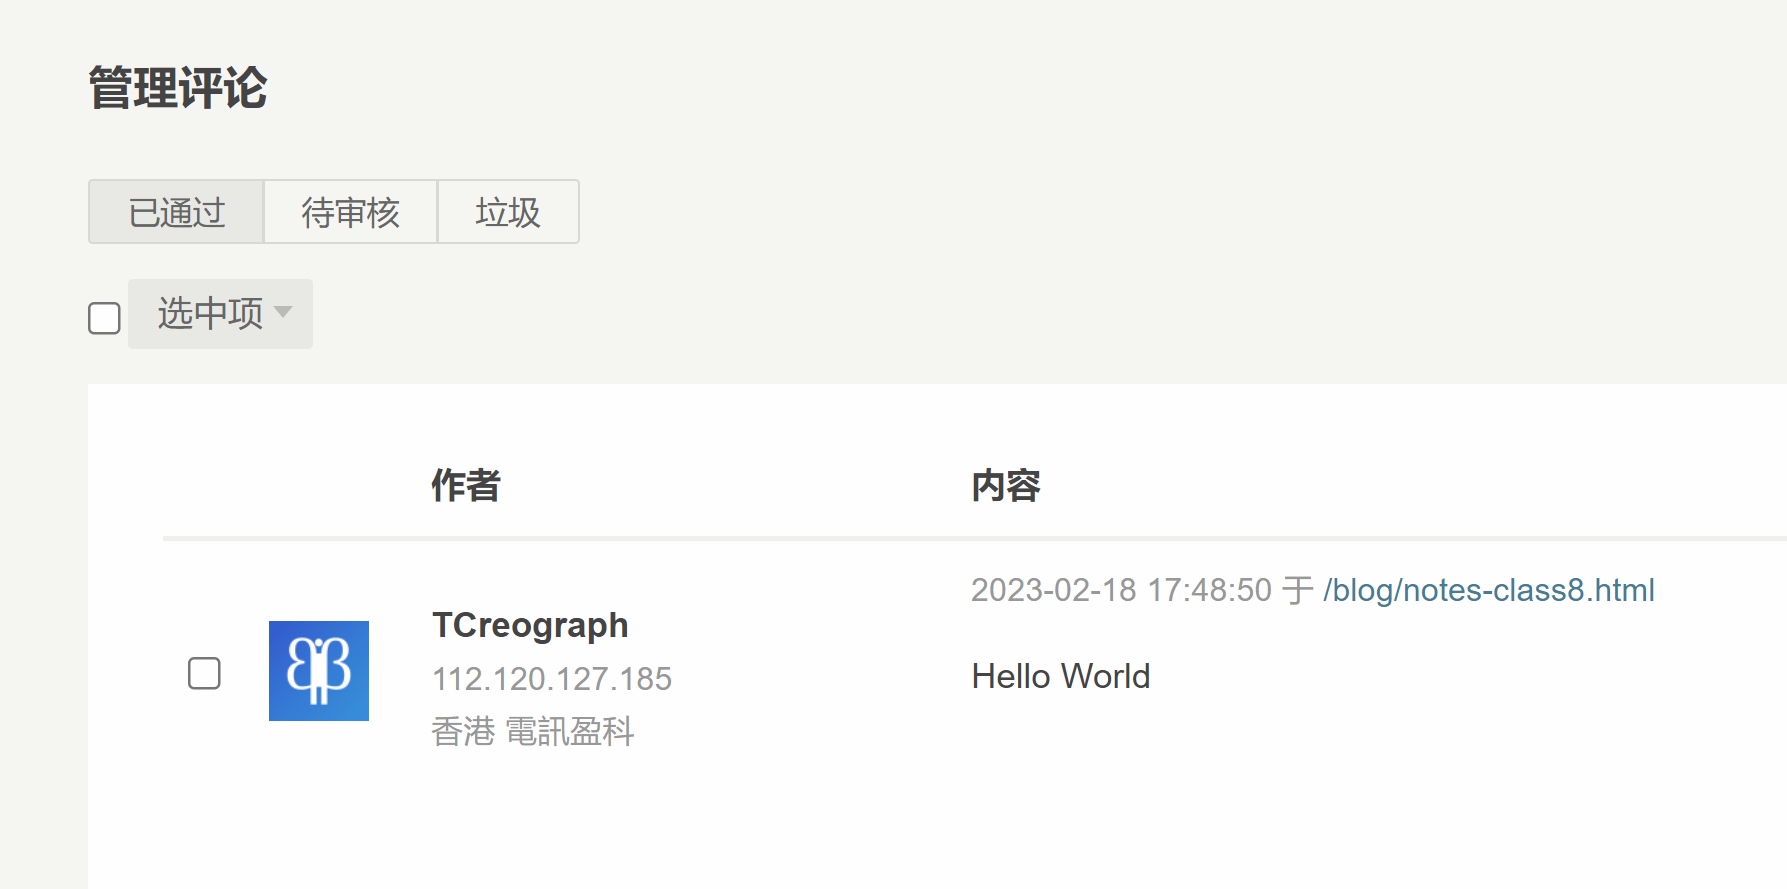 管理评论
已通过 待审核 垃圾
选中项
作者 内容
2023-02-18 17:48:50 于 /blog/notes-class8.html
TCreograph
112.120.127.185
Hello World
香港 電訊盈科